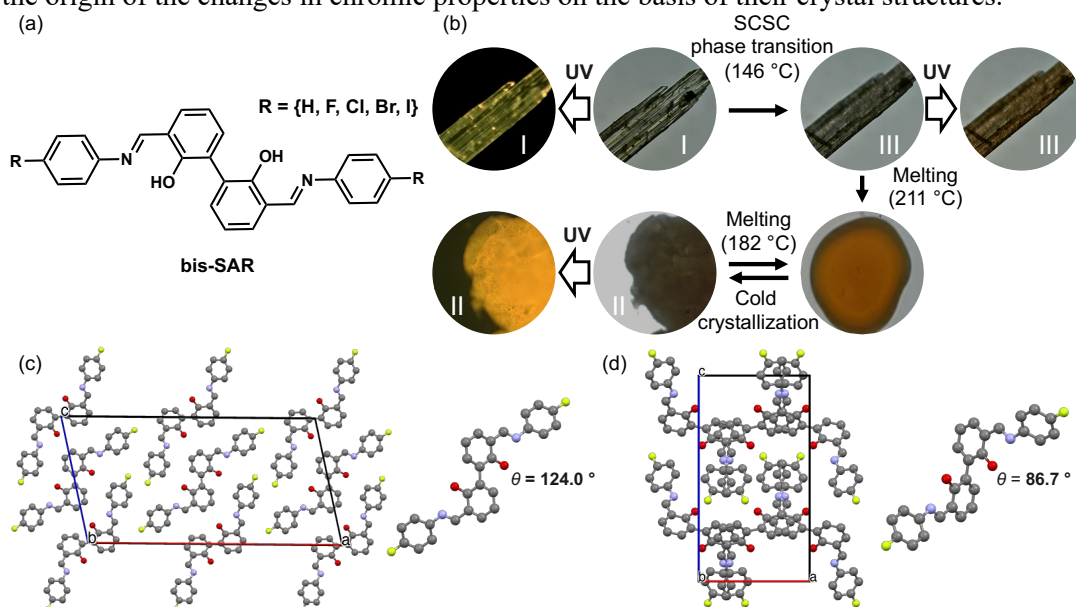 the origin of the changes in chromic properties on the basis of their crystal structures.
(a)
R = {H, F, Cl, Br, I}
R
N
HO
OH
N
R
bis-SAR
(b)
SCSC
phase transition
(146 °C)
UV
UV
I
I
III
III
Melting
(211 °C)
UV
Melting
(182 °C)
Cold
crystallization
II
II
(c)
c
b
a
θ = 124.0 °
(d)
c
b
a
θ = 86.7 °